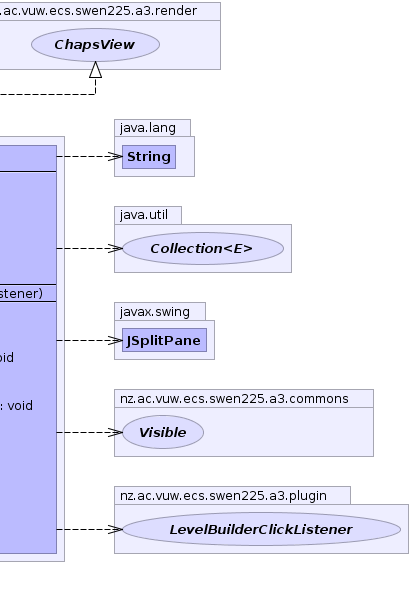 .ac.vuw.ecs.swen225.a3.render
ChapsView
java.lang
String
java.util
Collection<E>
stener)
javax.swing
JSplitPane
oid
nz.ac.vuw.ecs.swen225.a3.commons
: void
Visible
nz.ac.vuw.ecs.swen225.a3.plugin
LevelBuilderClickListener